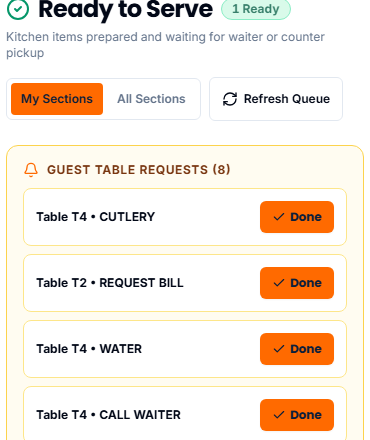 Ready to Serve
1 Ready
Kitchen items prepared and waiting for waiter or counter
pickup
My Sections
All Sections
Refresh Queue
GUEST TABLE REQUESTS (8)
Table T4 • CUTLERY
Done
Table T2 • REQUEST BILL
Done
Table T4 • WATER
Done
Table T4 • CALL WAITER
Done